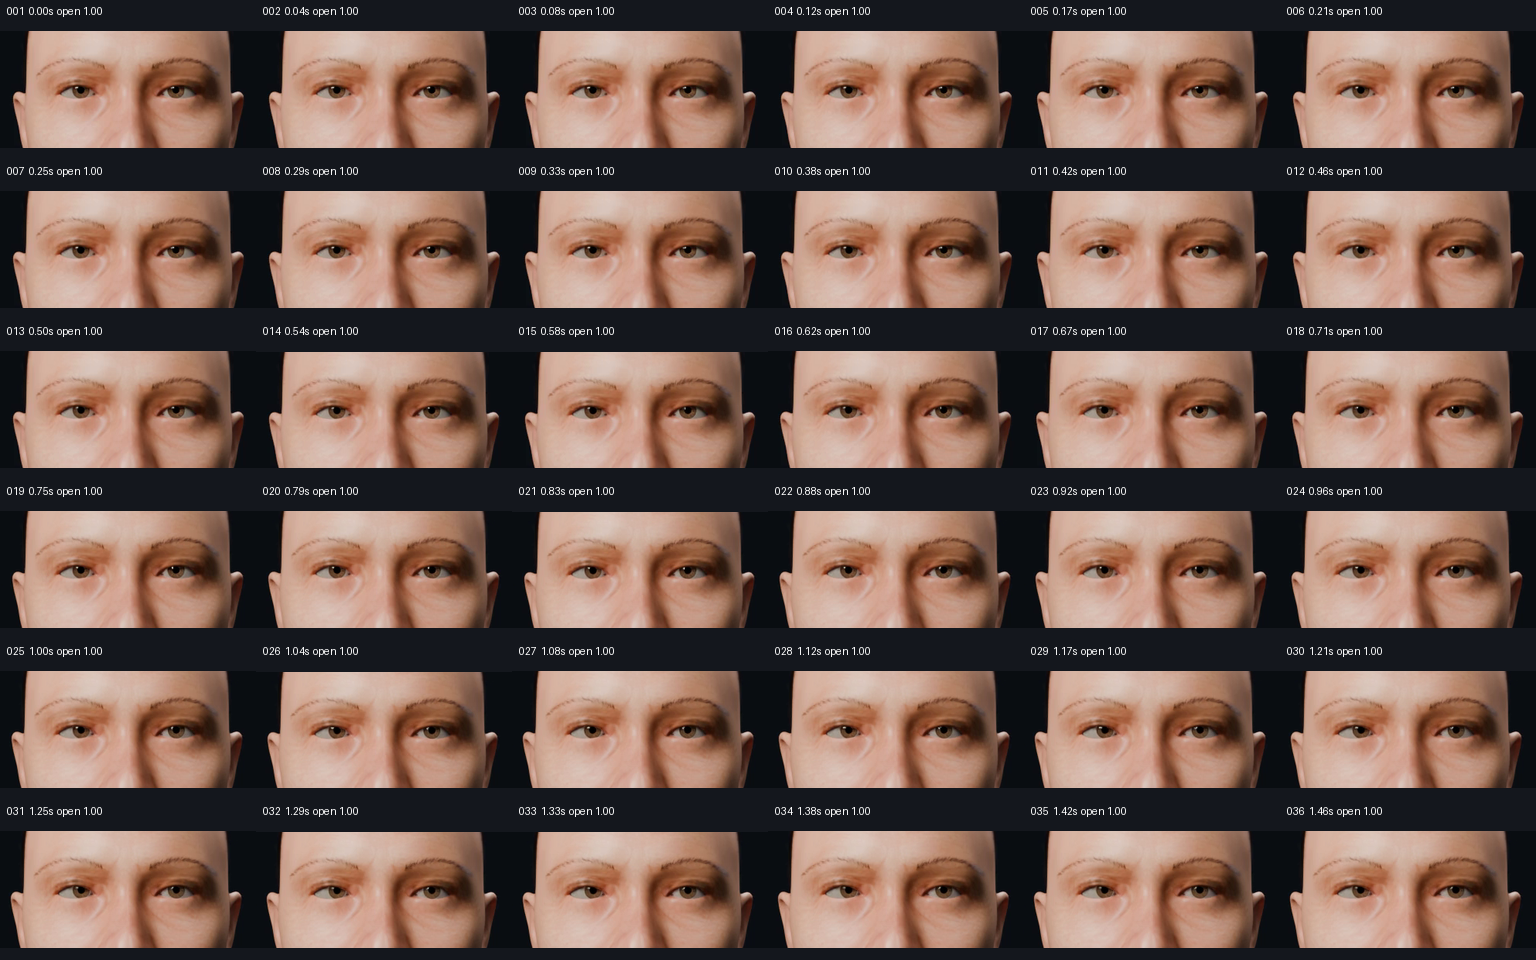 001 0.00s open 1.00
002 0.04s open 1.00
003 0.08s open 1.00
004 0.12s open 1.00
005 0.17s open 1.00
006 0.21s open 1.00
007 0.25s open 1.00
008 0.29s open 1.00
009 0.33s open 1.00
010 0.38s open 1.00
011 0.42s open 1.00
012 0.46s open 1.00
013 0.50s open 1.00
014 0.54s open 1.00
015 0.58s open 1.00
016 0.62s open 1.00
017 0.67s open 1.00
018 0.71s open 1.00
019 0.75s open 1.00
020 0.79s open 1.00
021 0.83s open 1.00
022 0.88s open 1.00
023 0.92s open 1.00
024 0.96s open 1.00
025 1.00s open 1.00
026 1.04s open 1.00
027 1.08s open 1.00
028 1.12s open 1.00
029 1.17s open 1.00
030 1.21s open 1.00
031 1.25s open 1.00
032 1.29s open 1.00
033 1.33s open 1.00
034 1.38s open 1.00
035 1.42s open 1.00
036 1.46s open 1.00